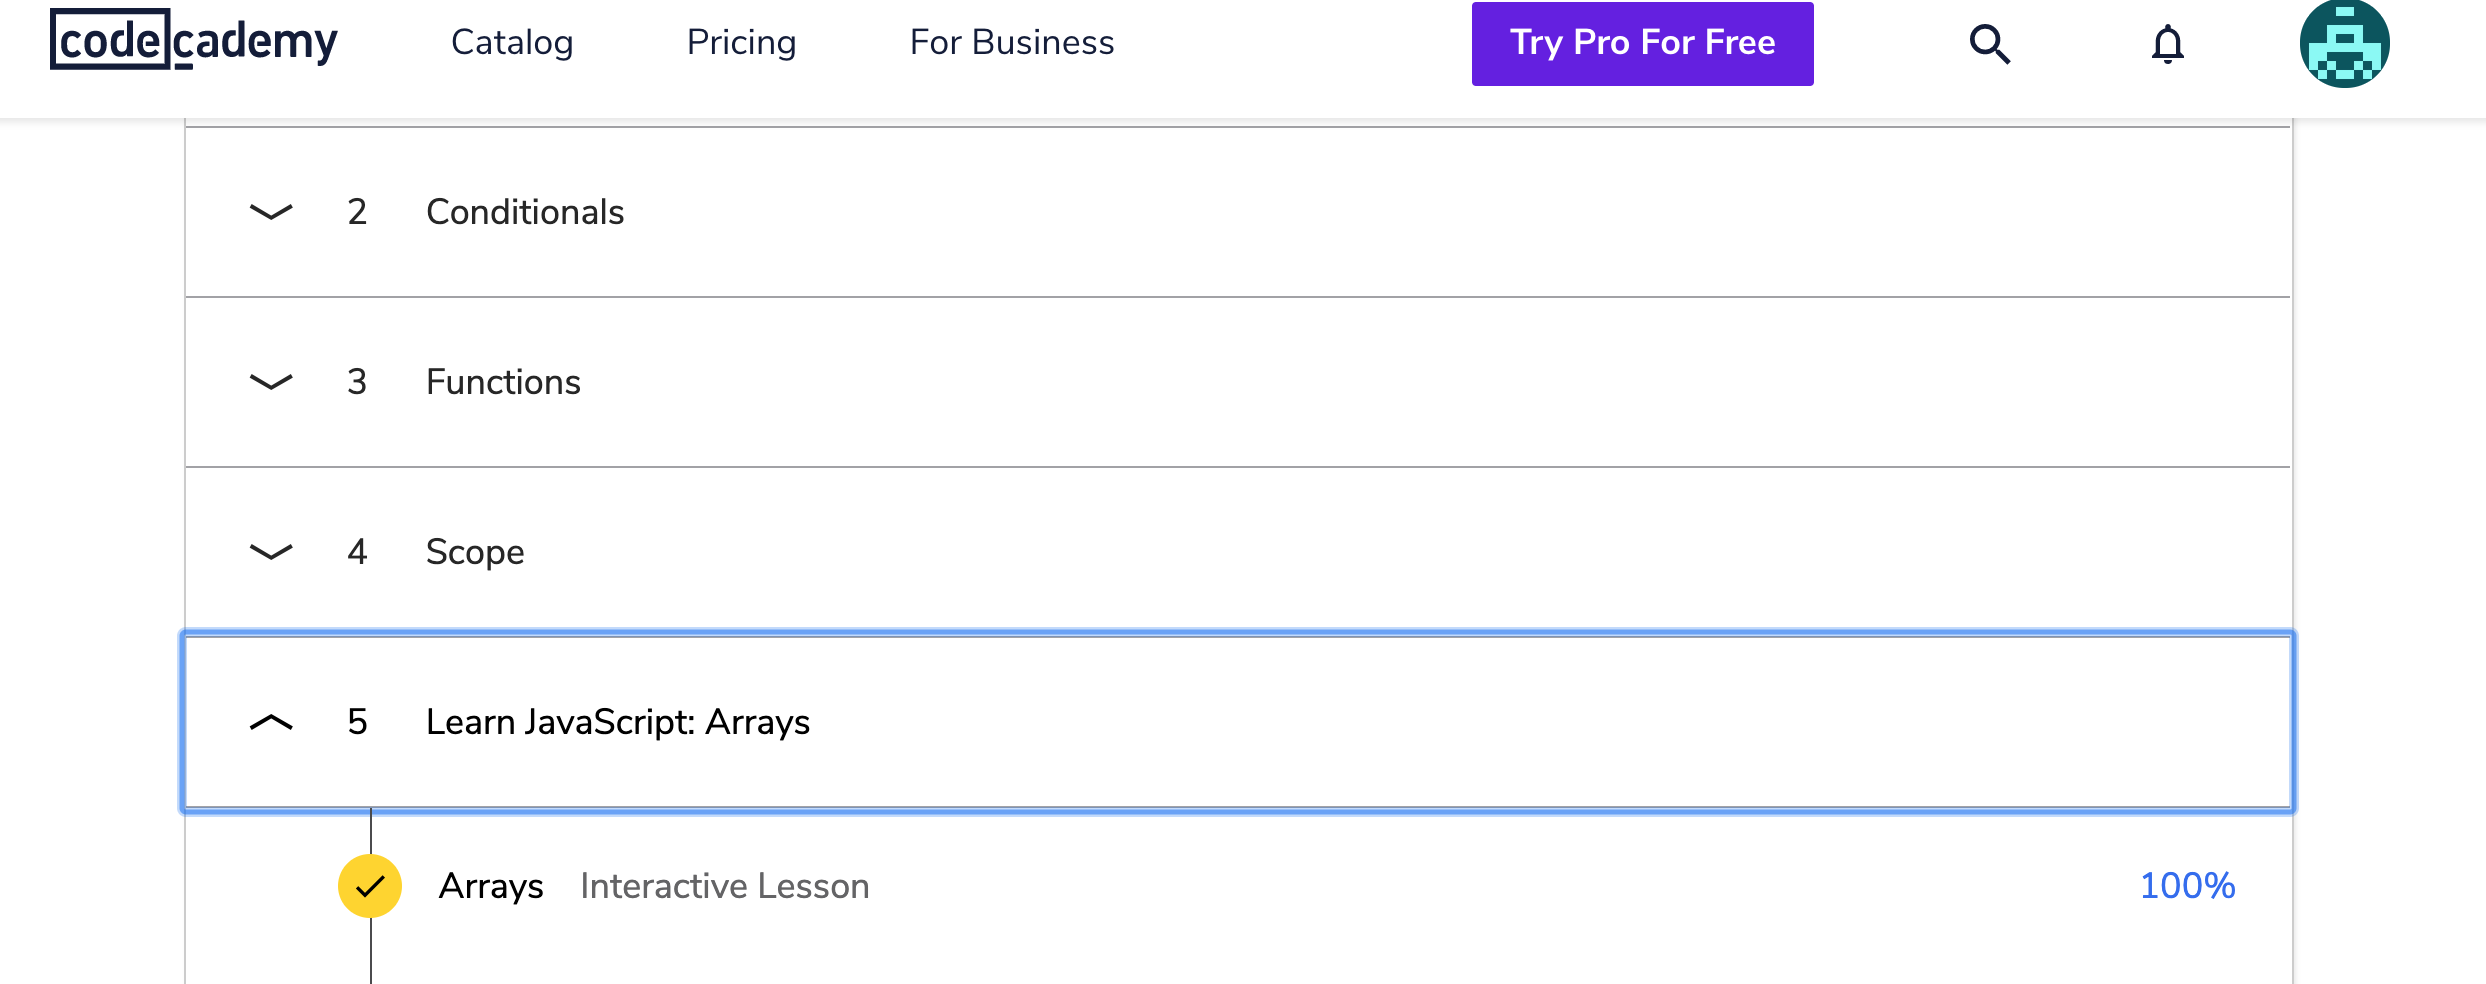 codecademy Catalog Pricing For Business Try Pro For Free
2 Conditionals
3 Functions
4 Scope
5 Learn JavaScript: Arrays
Arrays Interactive Lesson 100%